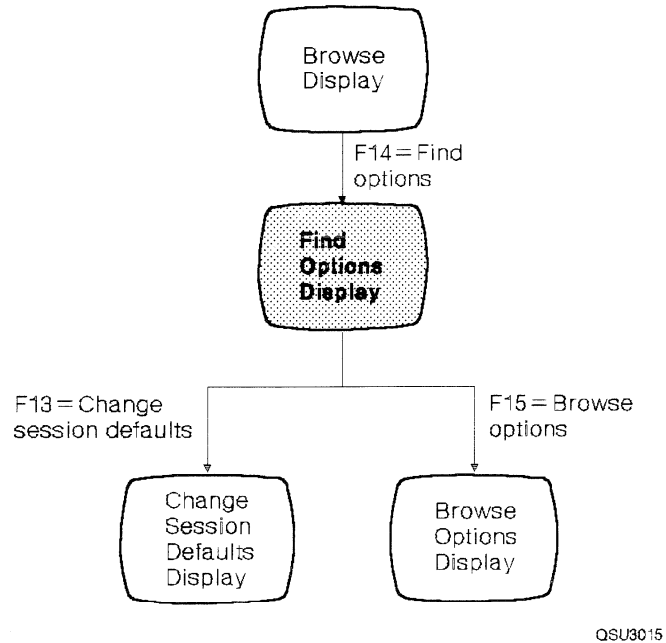 Browse
Display
F14=Find
options
Find
Options
Display
F13=Change
session defaults
F15=Browse
options
Change
Session
Defaults
Display
Browse
Options
Display
QSU3015